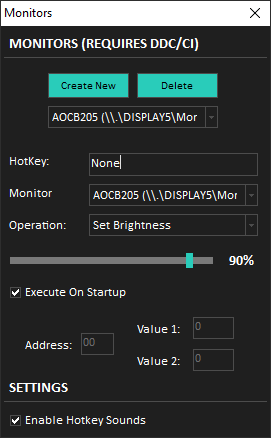 Monitors
MONITORS (REQUIRES DDC/CI)
Create New Delete
AOCB205 (\\.\DISPLAY5\Mor
HotKey: None
Monitor AOCB205 (\\.\DISPLAY5\Mor
Operation: Set Brightness
90%
Execute On Startup
Value 1: 0
Address: 00
Value 2: 0
SETTINGS
Enable Hotkey Sounds